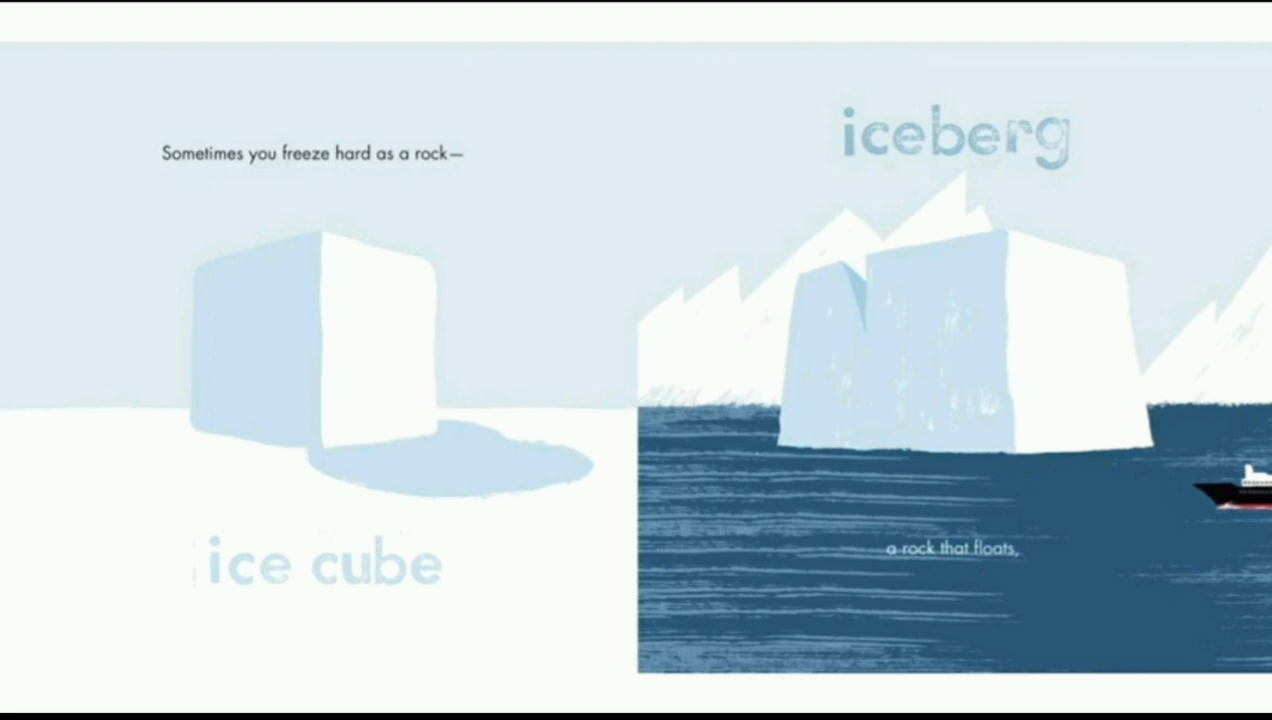 Sometimes you freeze hard as a rock—
ice cube
iceberg
a rock that floats,